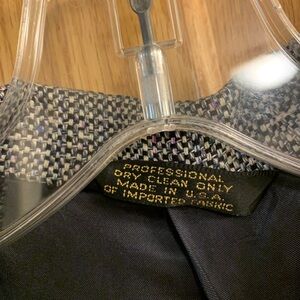 PROFESSIONAL
DRY CLEAN ONLY
MADE IN U.S.A.
OF IMPORTED FABRIC